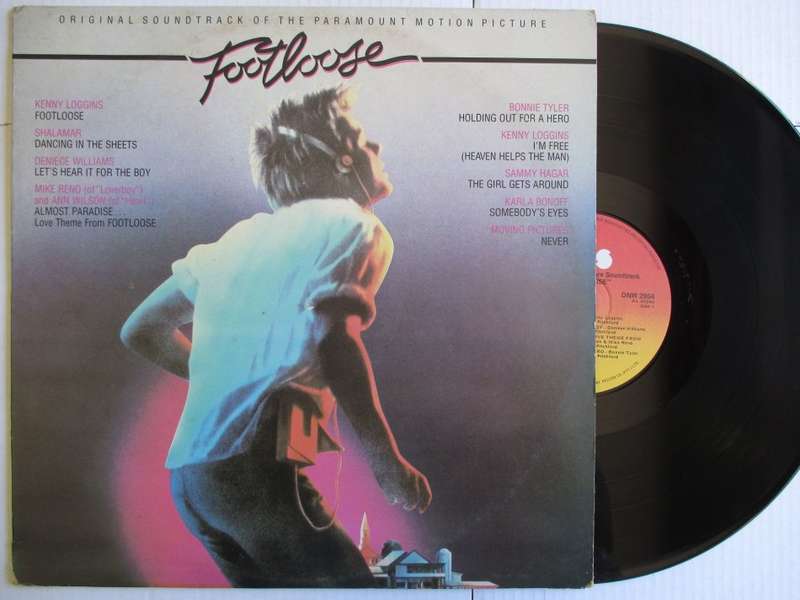 ORIGINAL SOUNDTRACK OF THE PARAMOUNT MOTION PICTURE
Footloose
KENNY LOGGINS
FOOTLOOSE
SHALAMAR
DANCING IN THE SHEETS
DENIECE WILLIAMS
LET'S HEAR IT FOR THE BOY
MIKE RENO (of "Loverboy")
and ANN WILSON (of "Heart")
ALMOST PARADISE...
Love Theme From FOOTLOOSE
BONNIE TYLER
HOLDING OUT FOR A HERO
KENNY LOGGINS
I'M FREE
(HEAVEN HELPS THE MAN)
SAMMY HAGAR
THE GIRL GETS AROUND
KARLA BONOFF
SOMEBODY'S EYES
MOVING PICTURES
NEVER
Soundtrack
DNW 2956